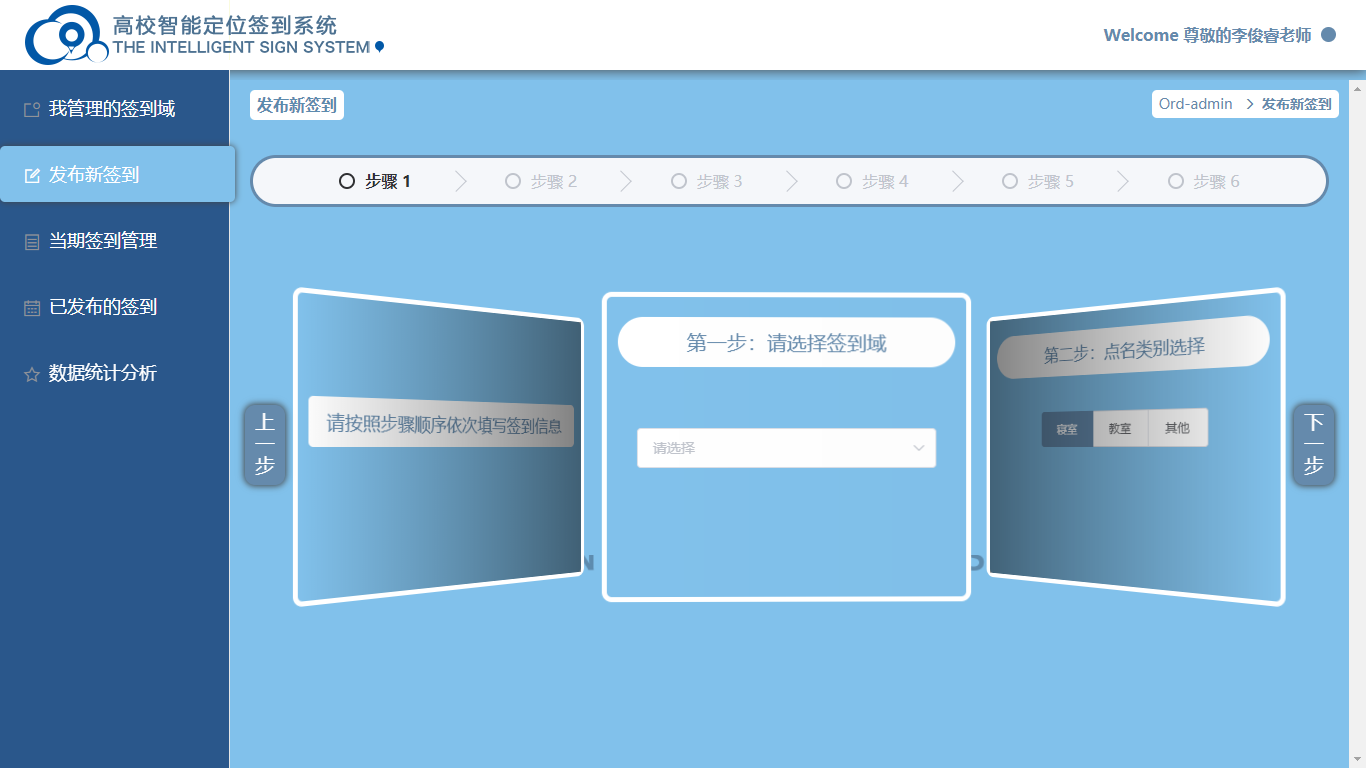 高校智能定位签到系统
THE INTELLIGENT SIGN SYSTEM
Welcome 尊敬的李俊睿老师
我管理的签到域
发布新签到
当期签到管理
已发布的签到
数据统计分析
发布新签到
Ord-admin > 发布新签到
步骤 1
步骤 2
步骤 3
步骤 4
步骤 5
步骤 6
上一步
请按照步骤顺序依次填写签到信息
第一步：请选择签到域
请选择
第二步：点名类别选择
寝室 教室 其他
下一步
N
D